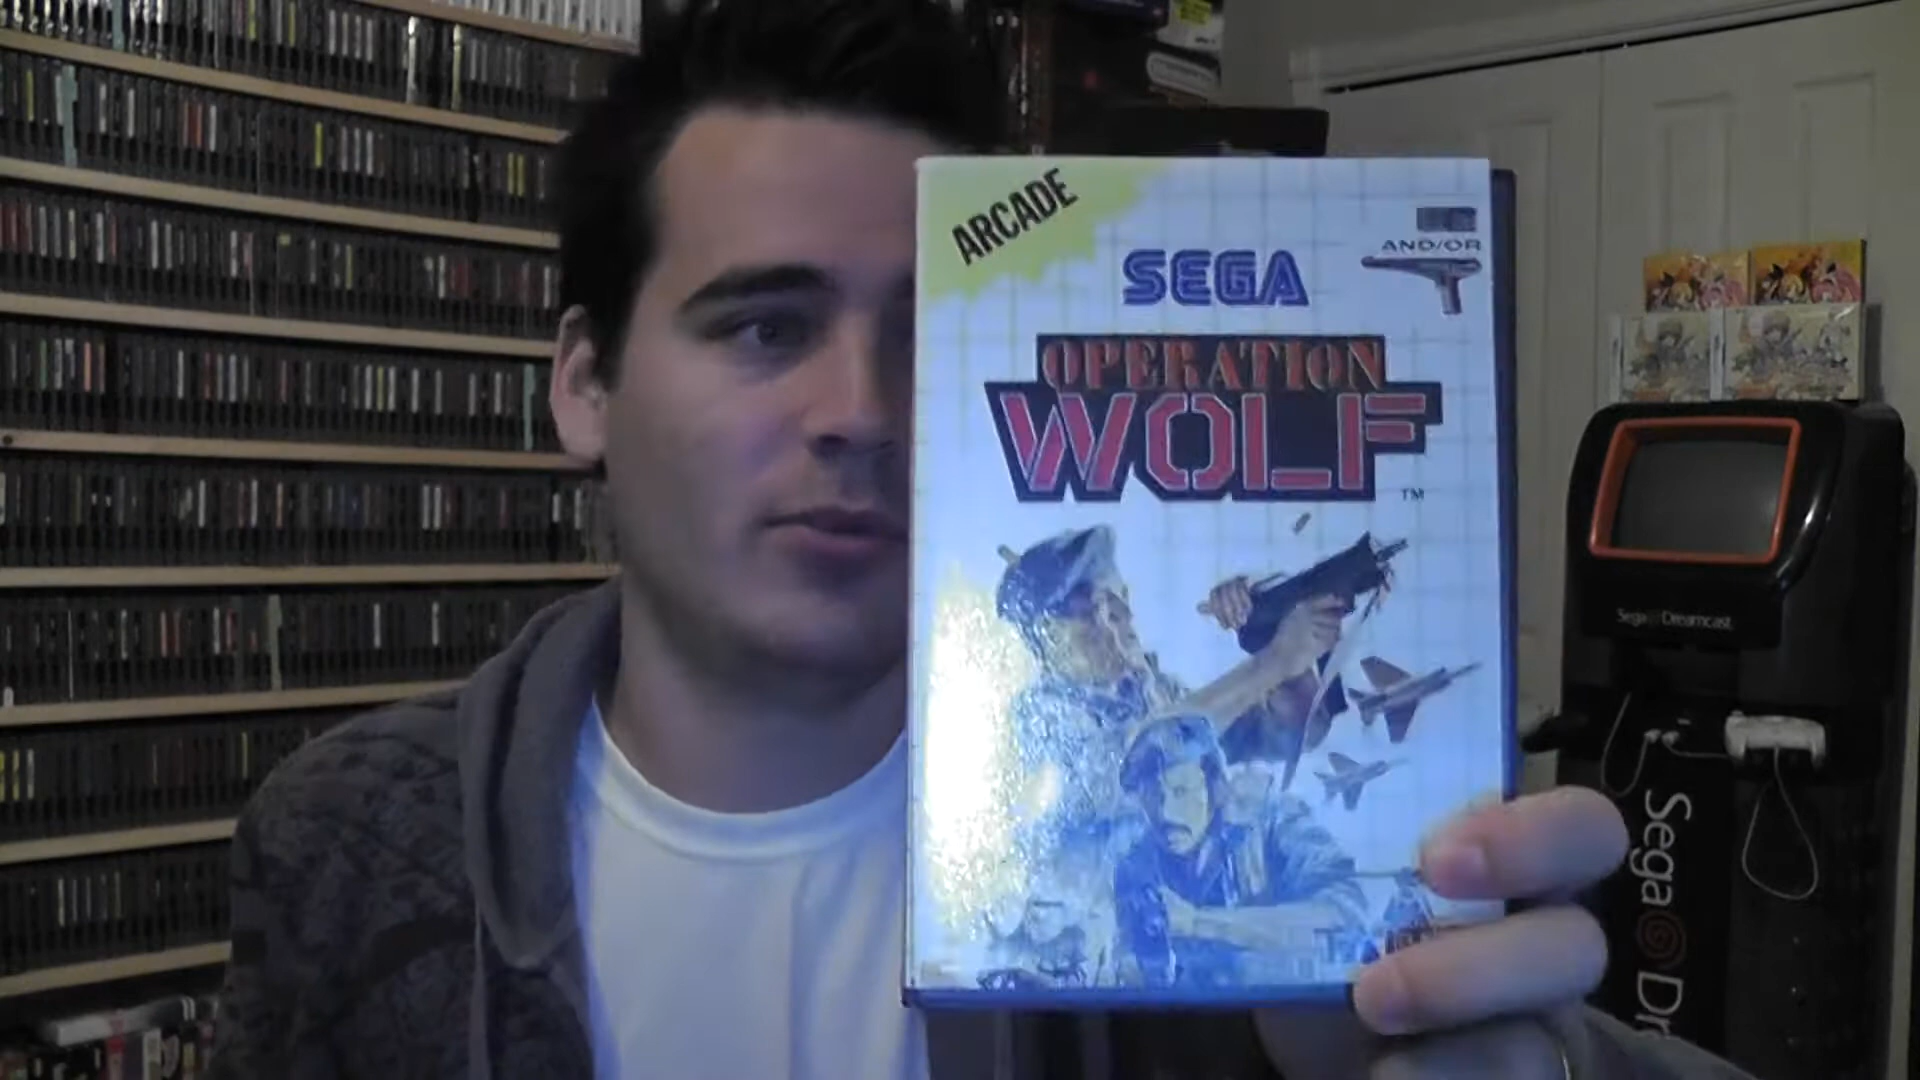 ARCADE
SEGA
AND/OR
OPERATION
WOLF
TM
Sega Dreamcast
Sega